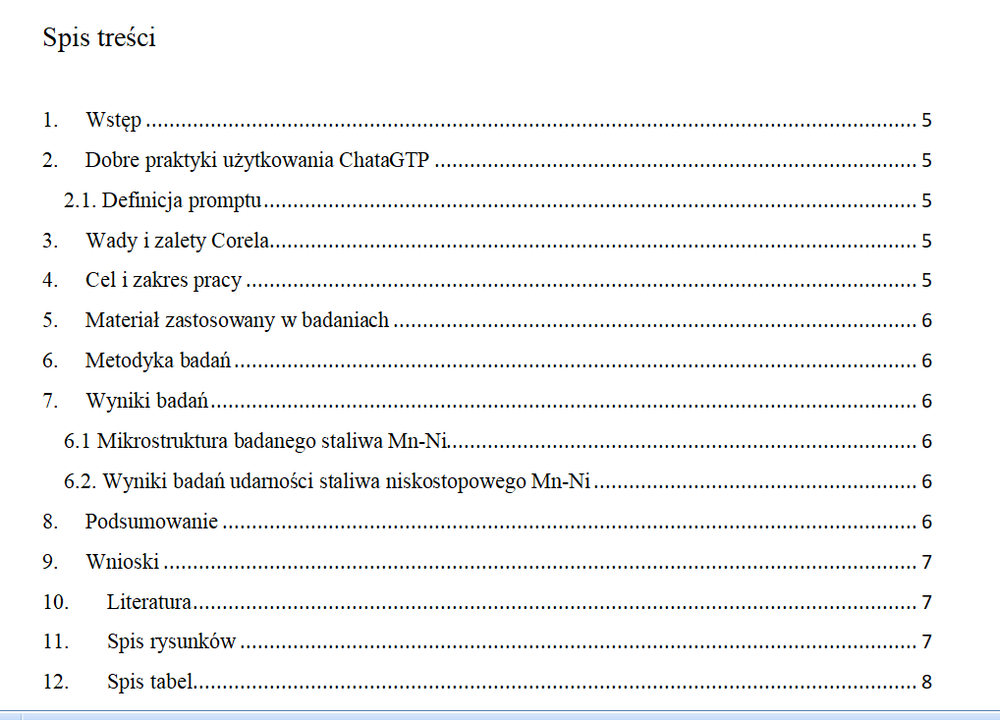 Spis treści
1. Wstęp ........ 5
2. Dobre praktyki użytkowania ChataGTP ........ 5
2.1. Definicja promptu ........ 5
3. Wady i zalety Corela ........ 5
4. Cel i zakres pracy ........ 5
5. Materiał zastosowany w badaniach ........ 6
6. Metodyka badań ........ 6
7. Wyniki badań ........ 6
6.1 Mikrostruktura badanego staliwa Mn-Ni ........ 6
6.2. Wyniki badań udarności staliwa niskostopowego Mn-Ni ........ 6
8. Podsumowanie ........ 6
9. Wnioski ........ 7
10. Literatura ........ 7
11. Spis rysunków ........ 7
12. Spis tabel ........ 8